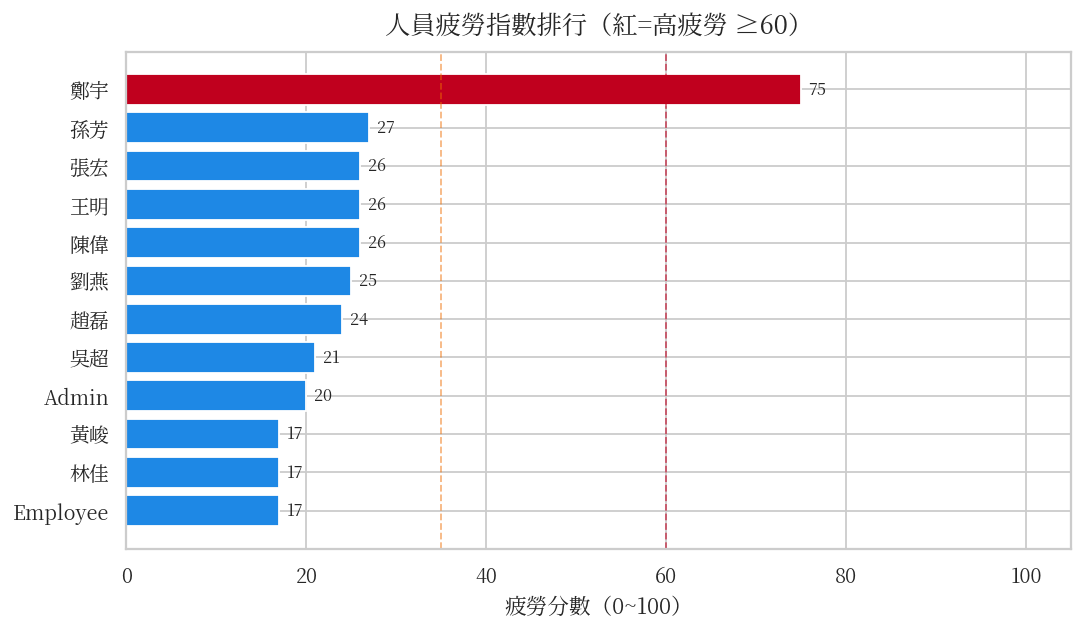 人員疲勞指數排行（紅=高疲勞 ≥60）
鄭宇 75
孫芳 27
張宏 26
王明 26
陳偉 26
劉燕 25
趙磊 24
吳超 21
Admin 20
黃峻 17
林佳 17
Employee 17
0 20 40 60 80 100
疲勞分數（0~100）